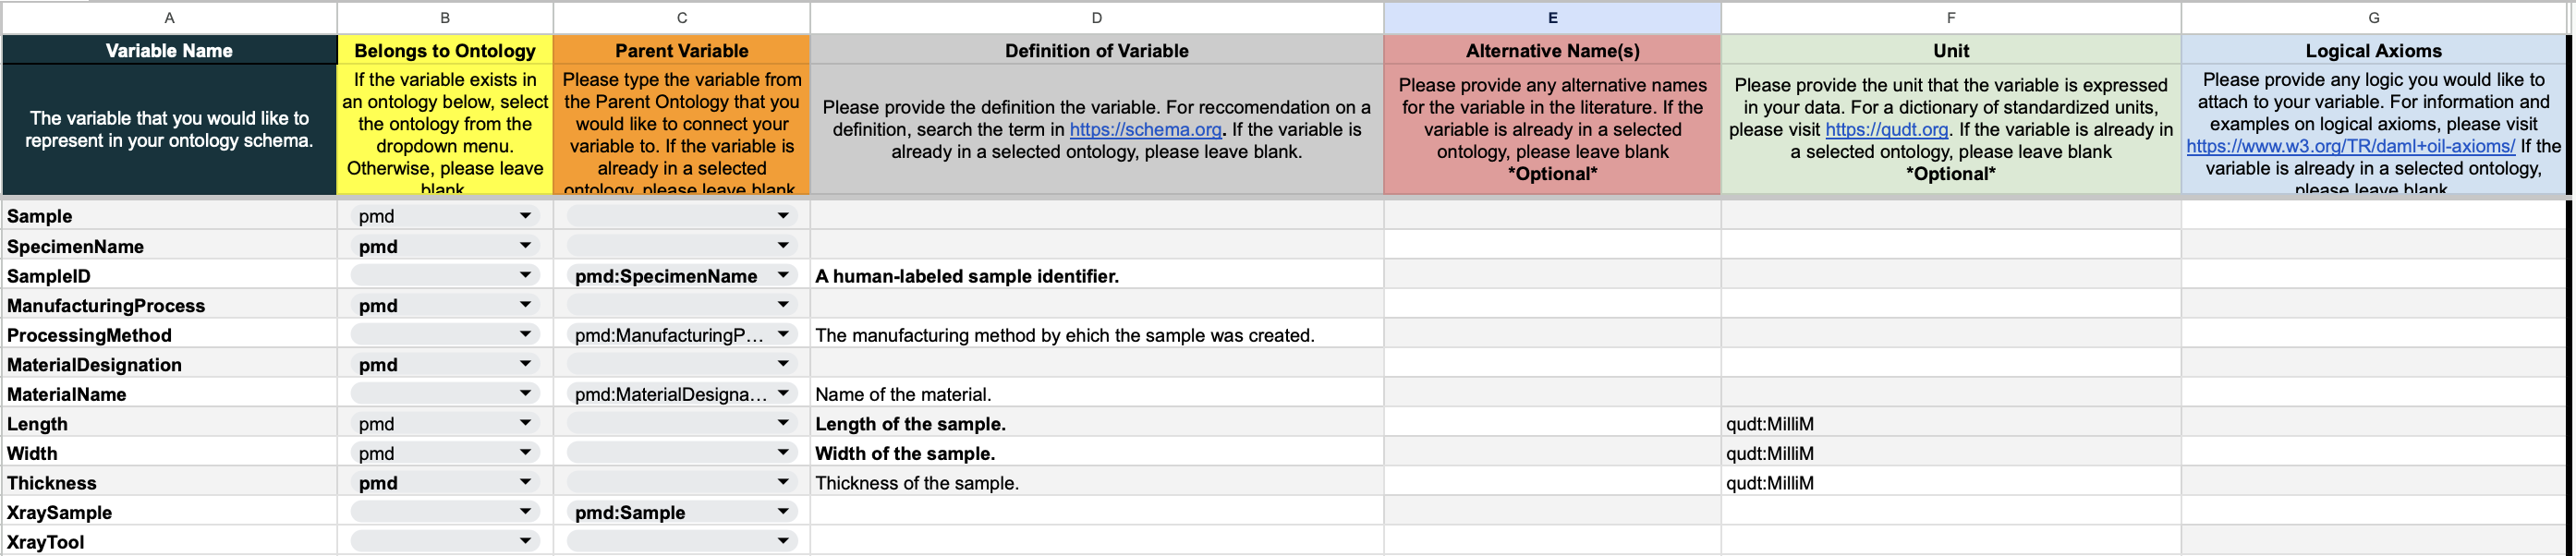 A B C D E F G
Variable Name Belongs to Ontology Parent Variable Definition of Variable Alternative Name(s) Unit Logical Axioms
The variable that you would like to
represent in your ontology schema.
If the variable exists in
an ontology below, select
the ontology from the
dropdown menu.
Otherwise, please leave
blank
Please type the variable from
the Parent Ontology that you
would like to connect your
variable to. If the variable is
already in a selected
ontology, please leave blank
Please provide the definition the variable. For reccomendation on a
definition, search the term in https://schema.org. If the variable is
already in a selected ontology, please leave blank.
Please provide any alternative names
for the variable in the literature. If the
variable is already in a selected
ontology, please leave blank
*Optional*
Please provide the unit that the variable is expressed
in your data. For a dictionary of standardized units,
please visit https://qudt.org. If the variable is already in
a selected ontology, please leave blank
*Optional*
Please provide any logic you would like to
attach to your variable. For information and
examples on logical axioms, please visit
https://www.w3.org/TR/daml+oil-axioms/ If the
variable is already in a selected ontology,
please leave blank
Sample pmd
SpecimenName pmd
SampleID pmd:SpecimenName A human-labeled sample identifier.
ManufacturingProcess pmd
ProcessingMethod pmd:ManufacturingP... The manufacturing method by ehich the sample was created.
MaterialDesignation pmd
MaterialName pmd:MaterialDesigna... Name of the material.
Length pmd Length of the sample. qudt:MilliM
Width pmd Width of the sample. qudt:MilliM
Thickness pmd Thickness of the sample. qudt:MilliM
XraySample pmd:Sample
XrayTool